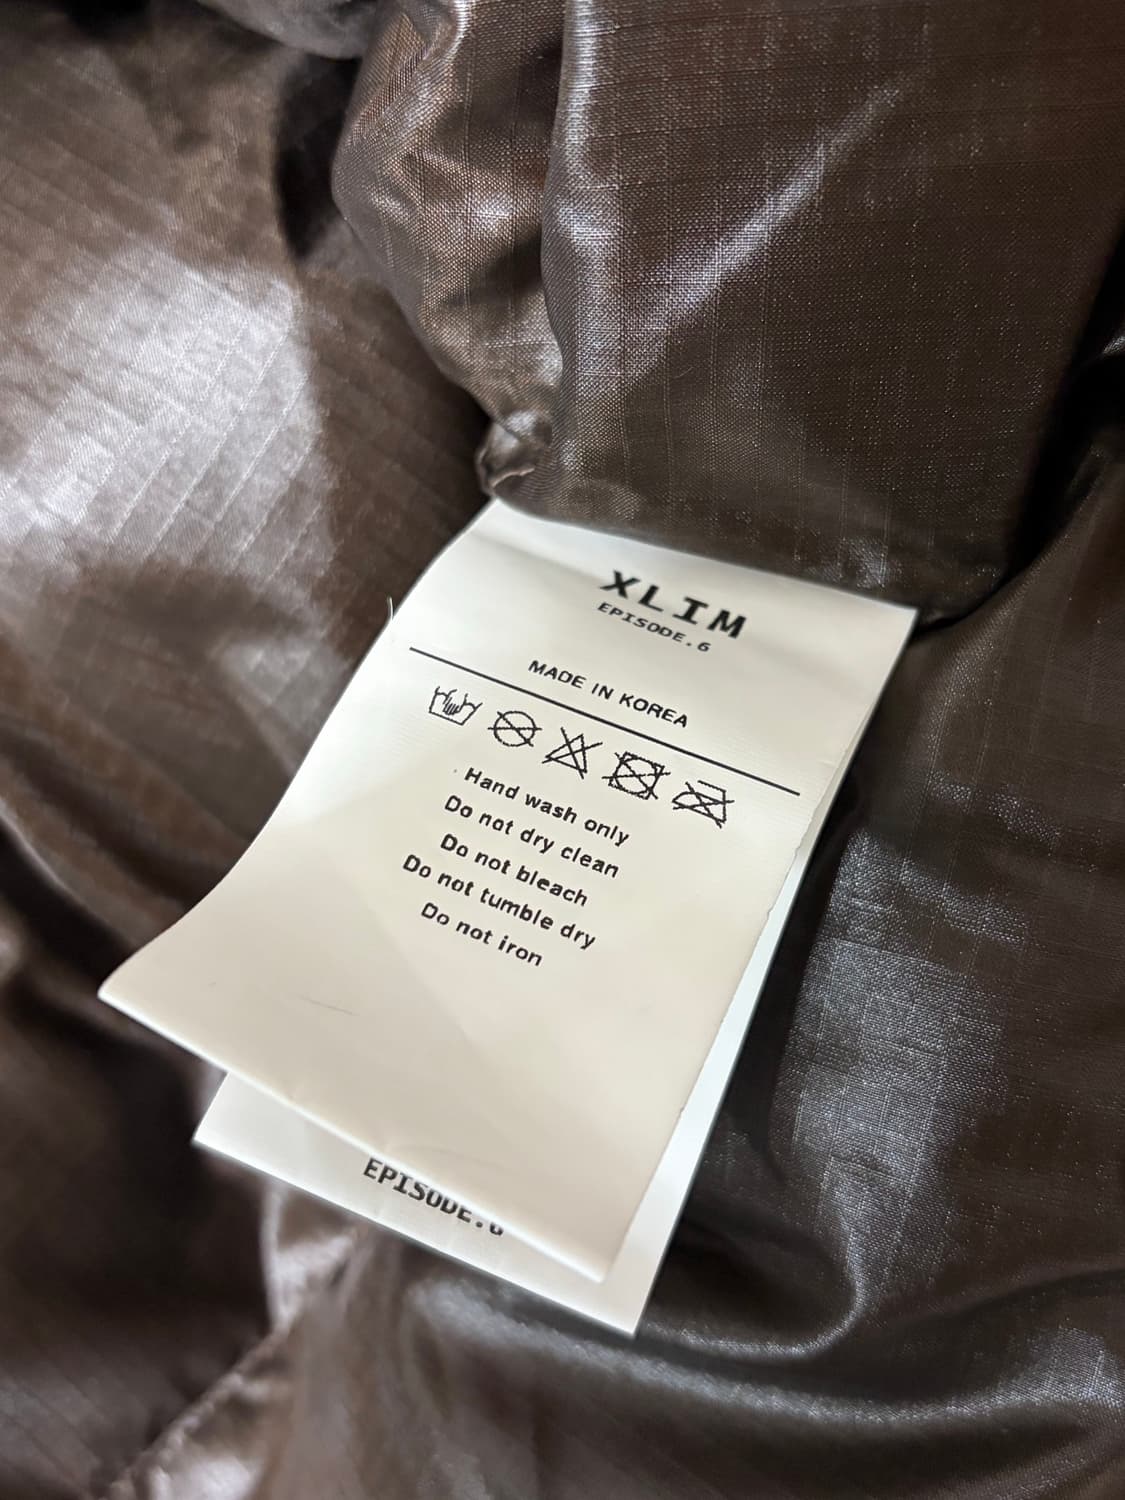 XLIM
EPISODE.6
MADE IN KOREA
Hand wash only
Do not dry clean
Do not bleach
Do not tumble dry
Do not iron
EPISODE.6